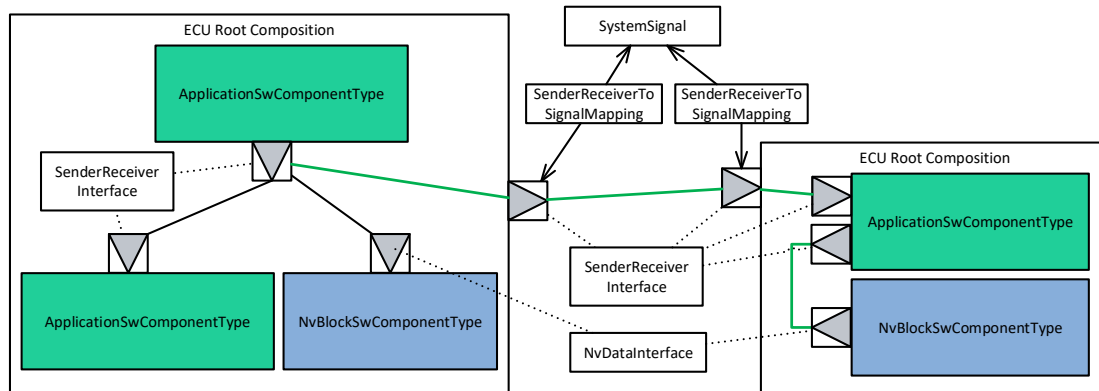 ECU Root Composition
SystemSignal
ApplicationSwComponentType
SenderReceiverTo
SignalMapping
SenderReceiverTo
SignalMapping
SenderReceiver
Interface
ECU Root Composition
ApplicationSwComponentType
SenderReceiver
Interface
ApplicationSwComponentType
NvBlockSwComponentType
NvBlockSwComponentType
NvDataInterface